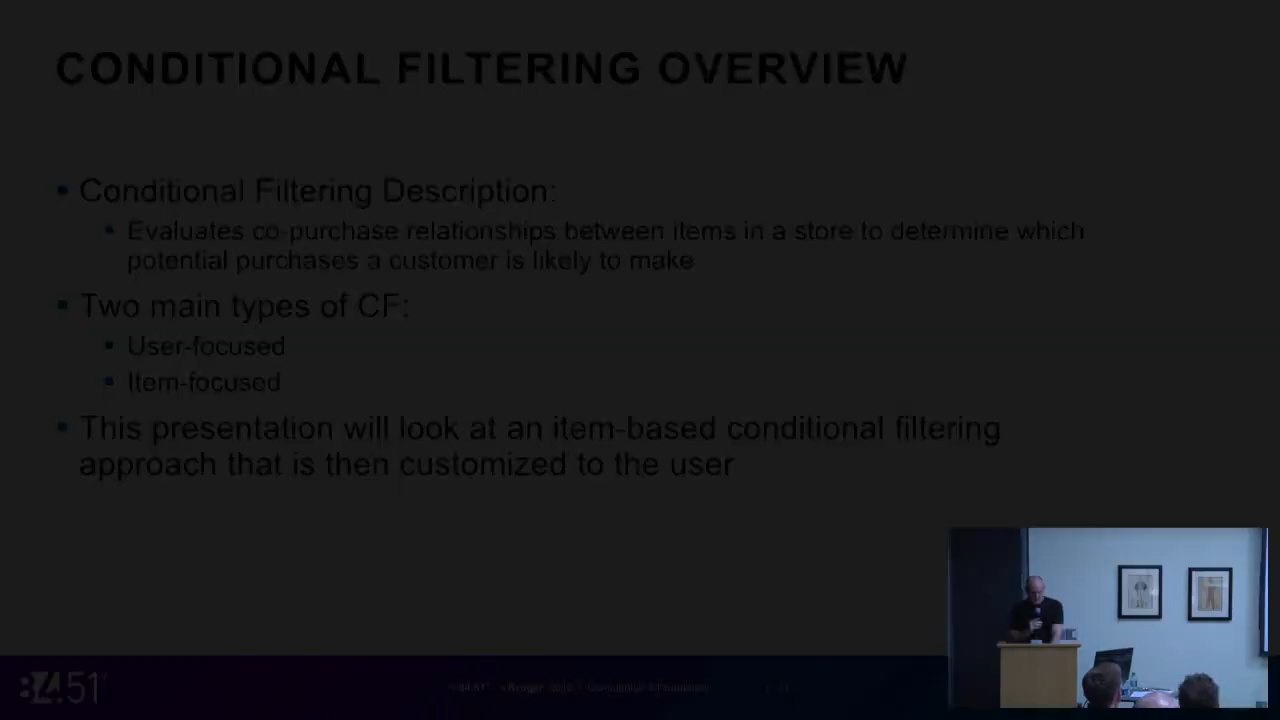 CONDITIONAL FILTERING OVERVIEW
• Conditional Filtering Description:
• Evaluates co-purchase relationships between items in a store to determine which
potential purchases a customer is likely to make
• Two main types of CF:
• User-focused
• Item-focused
• This presentation will look at an item-based conditional filtering
approach that is then customized to the user
84.51°